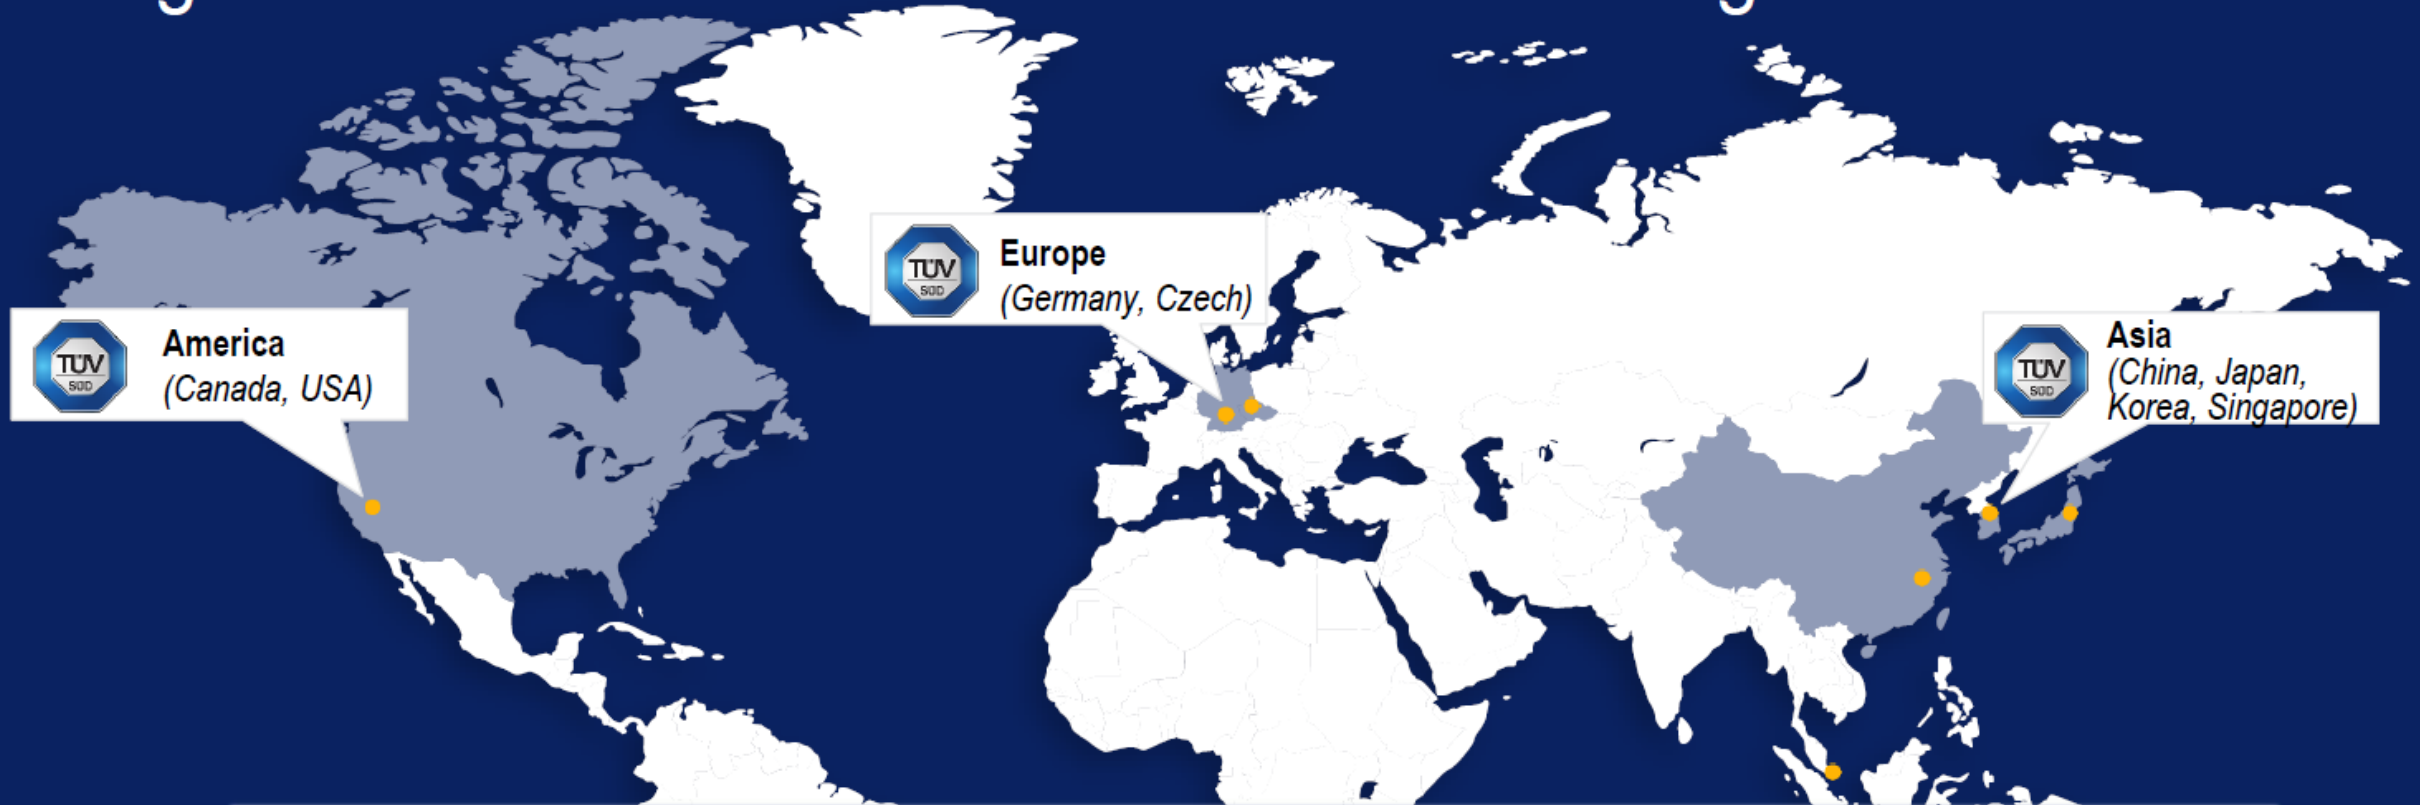 TÜV
SÜD
Europe
(Germany, Czech)
TÜV
SÜD
America
(Canada, USA)
TÜV
SÜD
Asia
(China, Japan,
Korea, Singapore)